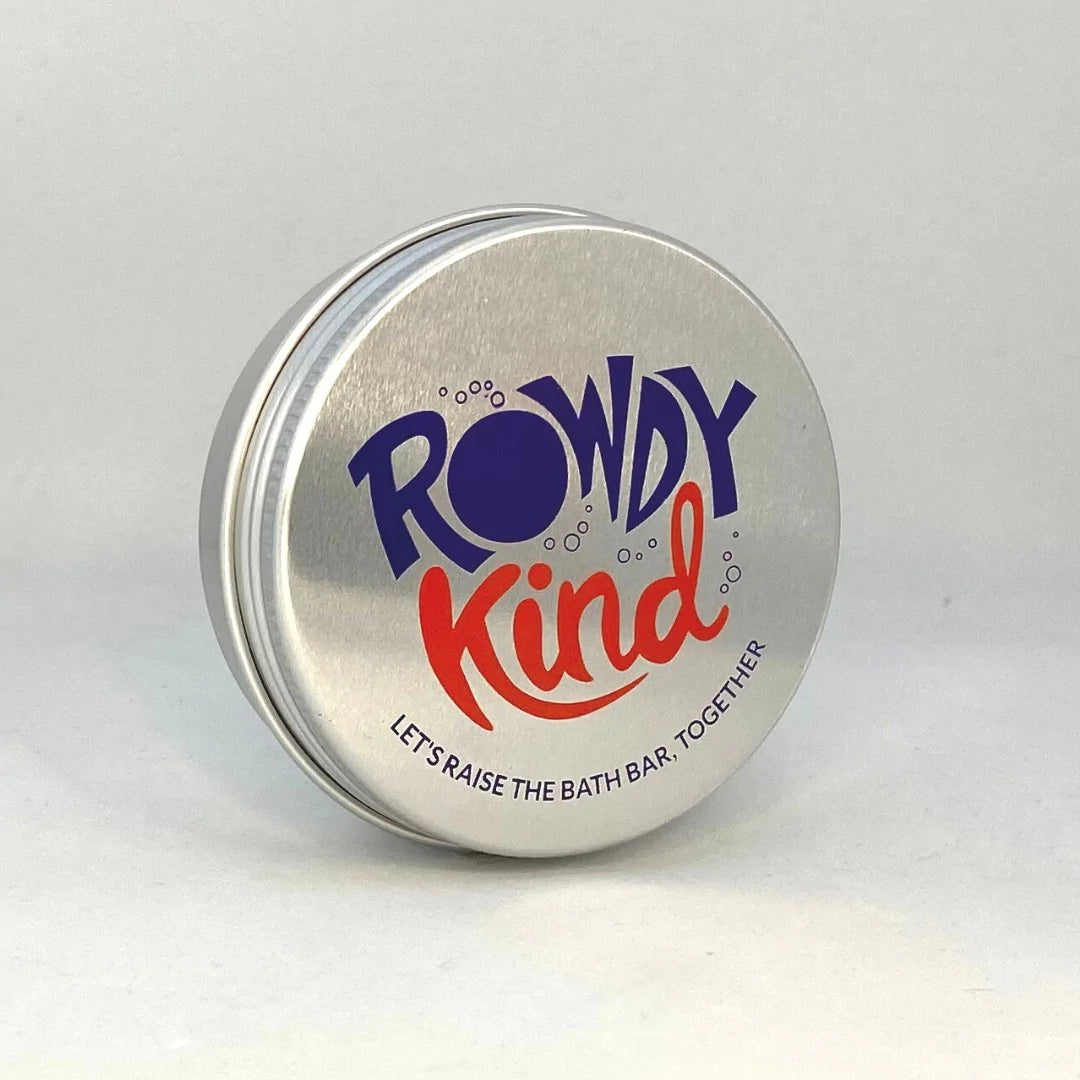 ROWDY
Kind
LET'S RAISE THE BATH BAR, TOGETHER